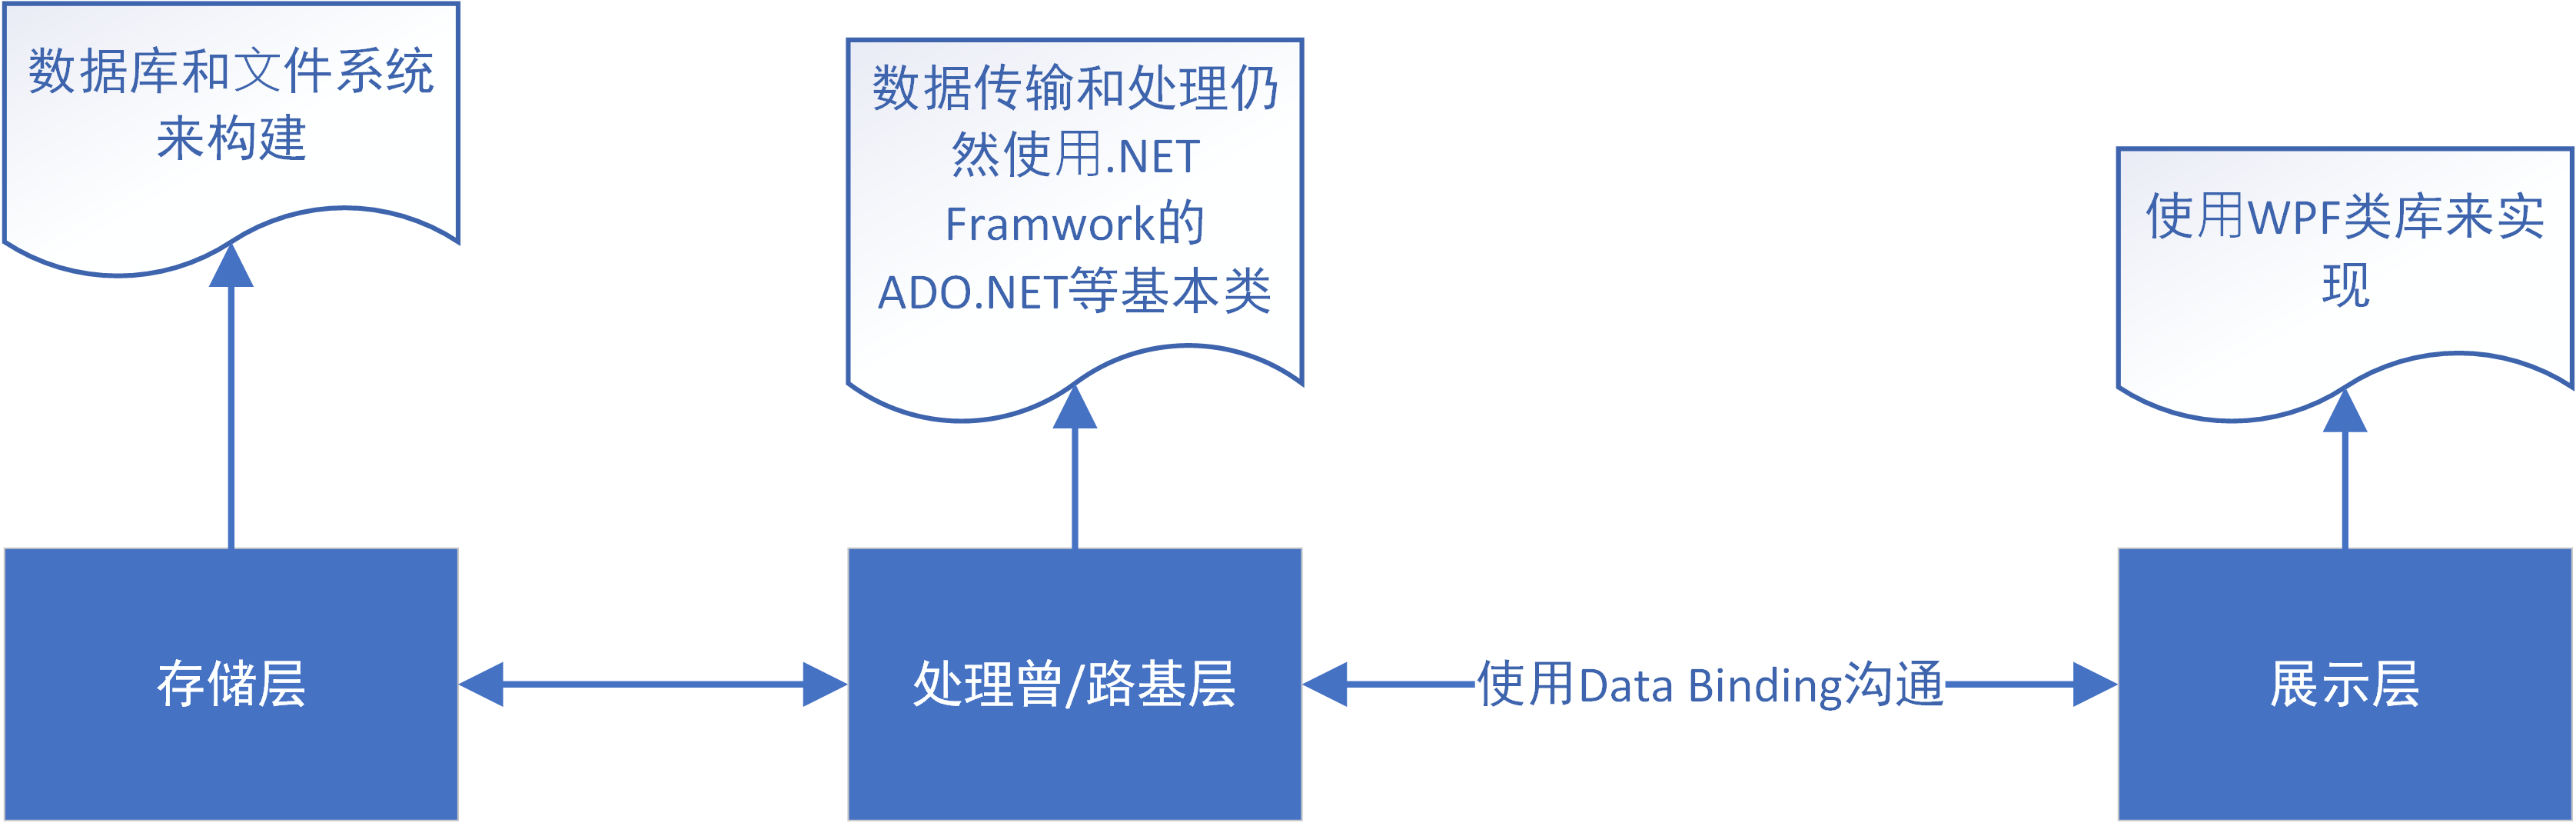 数据库和文件系统
来构建
数据传输和处理仍
然使用.NET
Framwork的
ADO.NET等基本类
使用WPF类库来实
现
存储层
处理曾/路基层
使用Data Binding沟通
展示层